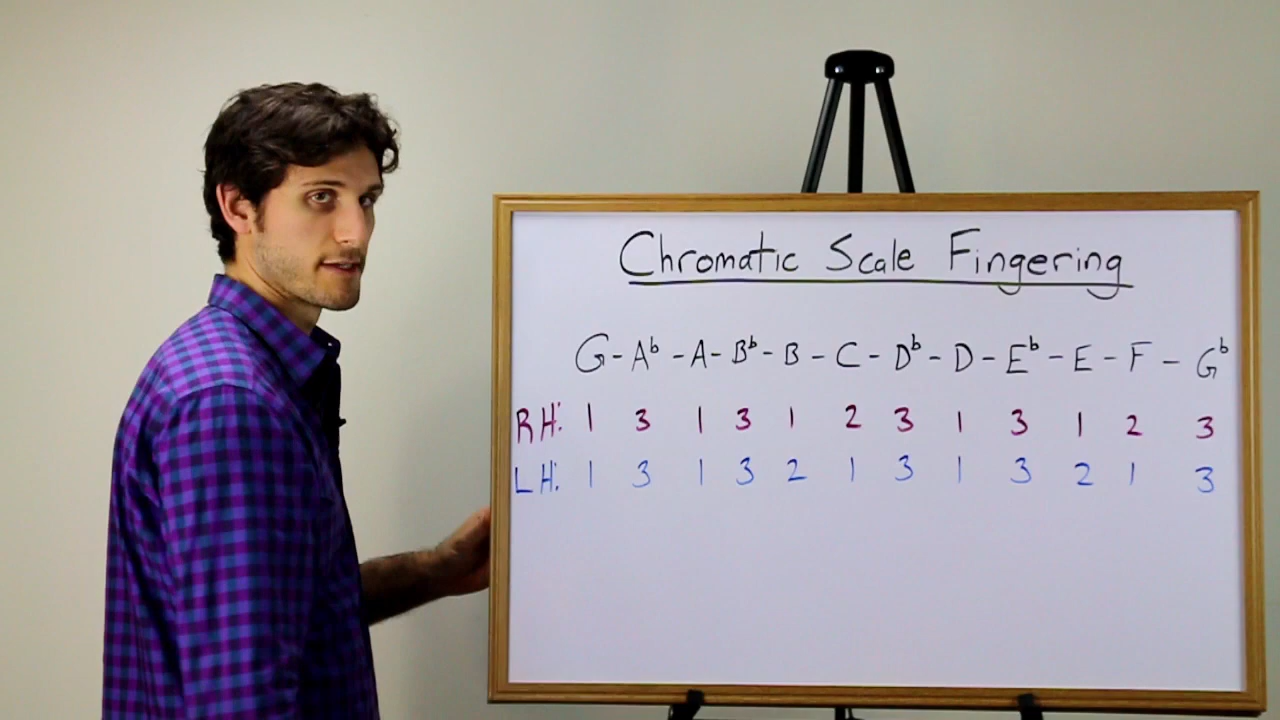 Chromatic Scale Fingering
G - A♭ - A - B♭ - B - C - D♭ - D - E♭ - E - F - G♭
RH: 1 3 1 3 1 2 3 1 3 1 2 3
LH: 1 3 1 3 2 1 3 1 3 2 1 3